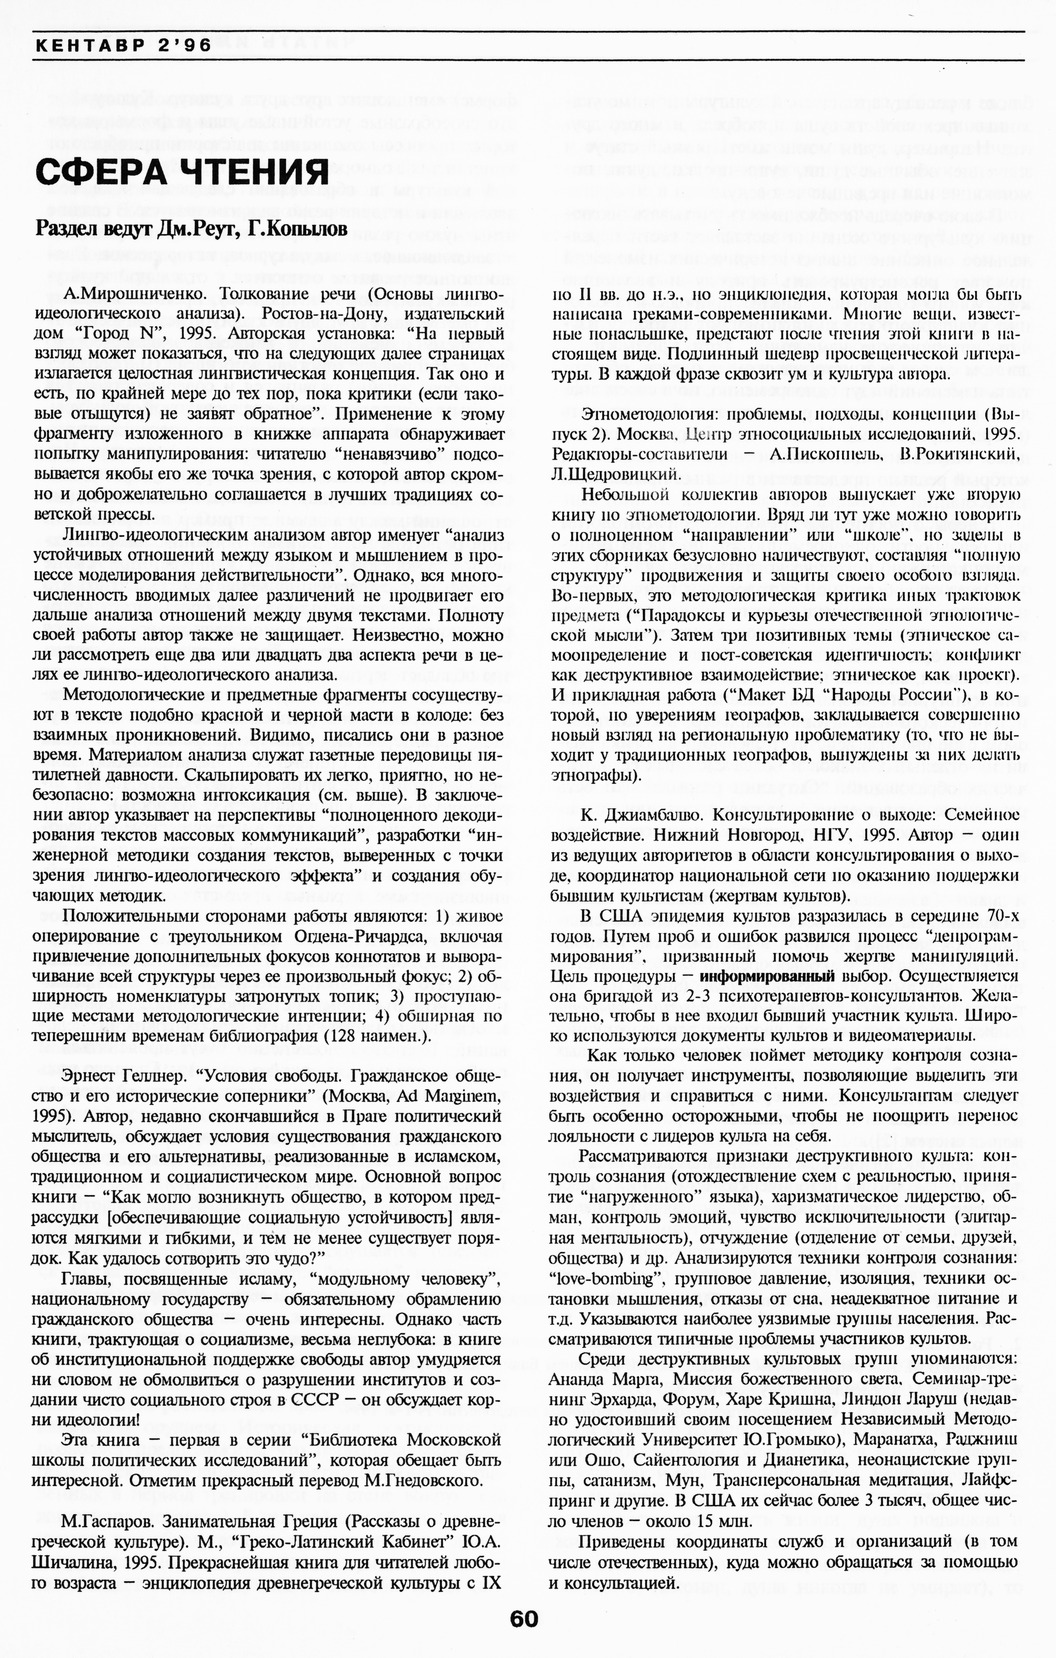 КЕНТАВР 2’96
СФЕРА ЧТЕНИЯ
Раздел ведут Дм.Реут, Г.Копылов
А.Мирошниченко. Толкование речи (Основы лингво-
идеологического анализа). Ростов-на-Дону, издательский
дом “Город N”, 1995. Авторская установка: “На первый
взгляд может показаться, что на следующих далее страницах
излагается целостная лингвистическая концепция. Так оно и
есть, по крайней мере до тех пор, пока критики (если тако-
вые отыщутся) не заявят обратное”. Применение к этому
фрагменту изложенного в книжке аппарата обнаруживает
попытку манипулирования: читателю “ненавязчиво” подсо-
вывается якобы его же точка зрения, с которой автор скром-
но и доброжелательно соглашается в лучших традициях со-
ветской прессы.
Лингво-идеологическим анализом автор именует “анализ
устойчивых отношений между языком и мышлением в про-
цессе моделирования действительности”. Однако, вся много-
численность вводимых далее различений не продвигает его
дальше анализа отношений между двумя текстами. Полноту
своей работы автор также не защищает. Неизвестно, можно
ли рассмотреть еще два или двадцать два аспекта речи в це-
лях ее лингво-идеологического анализа.
Методологические и предметные фрагменты сосуществу-
ют в тексте подобно красной и черной масти в колоде: без
взаимных проникновений. Видимо, писались они в разное
время. Материалом анализа служат газетные передовицы пя-
тилетней давности. Скальпировать их легко, приятно, но не-
безопасно: возможна интоксикация (см. выше). В заключе-
нии автор указывает на перспективы “полноценного декоди-
рования текстов массовых коммуникаций”, разработки “ин-
женерной методики создания текстов, выверенных с точки
зрения лингво-идеологического эффекта” и создания обу-
чающих методик.
Положительными сторонами работы являются: 1) живое
оперирование с треугольником Огдена-Ричардса, включая
привлечение дополнительных фокусов коннотатов и вывора-
чивание всей структуры через ее произвольный фокус; 2) об-
ширность номенклатуры затронутых топик; 3) проступаю-
щие местами методологические интенции; 4) обширная по
теперешним временам библиография (128 наимен.).
Эрнест Геллнер. “Условия свободы. Гражданское обще-
ство и его исторические соперники” (Москва, Ad Marginem,
1995). Автор, недавно скончавшийся в Праге политический
мыслитель, обсуждает условия существования гражданского
общества и его альтернативы, реализованные в исламском,
традиционном и социалистическом мире. Основной вопрос
книги — “Как могло возникнуть общество, в котором пред-
рассудки [обеспечивающие социальную устойчивость] явля-
ются мягкими и гибкими, и тем не менее существует поря-
док. Как удалось сотворить это чудо?”
Главы, посвященные исламу, “модульному человеку”,
национальному государству — обязательному обрамлению
гражданского общества — очень интересны. Однако часть
книги, трактующая о социализме, весьма неглубока: в книге
об институциональной поддержке свободы автор умудряется
ни словом не обмолвиться о разрушении институтов и соз-
дании чисто социального строя в СССР — он обсуждает кор-
ни идеологии!
Эта книга — первая в серии “Библиотека Московской
школы политических исследований”, которая обещает быть
интересной. Отметим прекрасный перевод М.Гнедовского.
М.Гаспаров. Занимательная Греция (Рассказы о древне-
греческой культуре). М., “Греко-Латинский Кабинет” Ю.А.
Шичалина, 1995. Прекраснейшая книга для читателей любо-
го возраста — энциклопедия древнегреческой культуры с IX
по II вв. до н.э., но энциклопедия, которая могла бы быть
написана греками-современниками. Многие вещи, извест-
ные понаслышке, предстают после чтения этой книги в на-
стоящем виде. Подлинный шедевр просвещенческой литера-
туры. В каждой фразе сквозит ум и культура автора.
Этнометодология: проблемы, подходы, концепции (Вы-
пуск 2). Москва, Центр этносоциальных исследований, 1995.
Редакторы-составители — А.Пископпель, В.Рокитянский,
Л.Щедровицкий.
Небольшой коллектив авторов выпускает уже вторую
книгу по этнометодологии. Вряд ли тут уже можно говорить
о полноценном “направлении” или “школе”, но заделы в
этих сборниках безусловно наличествуют, составляя “полную
структуру” продвижения и защиты своего особого взгляда.
Во-первых, это методологическая критика иных трактовок
предмета (“Парадоксы и курьезы отечественной этнологиче-
ской мысли”). Затем три позитивных темы (этническое са-
моопределение и пост-советская идентичность; конфликт
как деструктивное взаимодействие; этническое как проект).
И прикладная работа (“Макет БД “Народы России”), в ко-
торой, по уверениям географов, закладывается совершенно
новый взгляд на региональную проблематику (то, что не вы-
ходит у традиционных географов, вынуждены за них делать
этнографы).
К. Джиамбалво. Консультирование о выходе: Семейное
воздействие. Нижний Новгород, НГУ, 1995. Автор — один
из ведущих авторитетов в области консультирования о выхо-
де, координатор национальной сети по оказанию поддержки
бывшим культистам (жертвам культов).
В США эпидемия культов разразилась в середине 70-х
годов. Путем проб и ошибок развился процесс “депрограм-
мирования”, призванный помочь жертве манипуляций.
Цель процедуры — информированный выбор. Осуществляется
она бригадой из 2-3 психотерапевтов-консультантов. Жела-
тельно, чтобы в нее входил бывший участник культа. Широ-
ко используются документы культов и видеоматериалы.
Как только человек поймет методику контроля созна-
ния, он получает инструменты, позволяющие выделить эти
воздействия и справиться с ними. Консультантам следует
быть особенно осторожными, чтобы не поощрить перенос
лояльности с лидеров культа на себя.
Рассматриваются признаки деструктивного культа: кон-
троль сознания (отождествление схем с реальностью, приня-
тие “нагруженного” языка), харизматическое лидерство, об-
ман, контроль эмоций, чувство исключительности (элитар-
ная ментальность), отчуждение (отделение от семьи, друзей,
общества) и др. Анализируются техники контроля сознания:
“love-bombing”, групповое давление, изоляция, техники ос-
тановки мышления, отказы от сна, неадекватное питание и
т.д. Указываются наиболее уязвимые группы населения. Рас-
сматриваются типичные проблемы участников культов.
Среди деструктивных культовых групп упоминаются:
Ананда Марга, Миссия божественного света, Семинар-тре-
нинг Эрхарда, Форум, Харе Кришна, Линдон Ларуш (недав-
но удостоивший своим посещением Независимый Методо-
логический Университет Ю.Громыко), Маранатха, Раджниш
или Ошо, Сайентология и Дианетика, неонацистские груп-
пы, сатанизм, Мун, Трансперсональная медитация, Лайфс-
принг и другие. В США их сейчас более 3 тысяч, общее чис-
ло членов — около 15 млн.
Приведены координаты служб и организаций (в том
числе отечественных), куда можно обращаться за помощью
и консультацией.
60